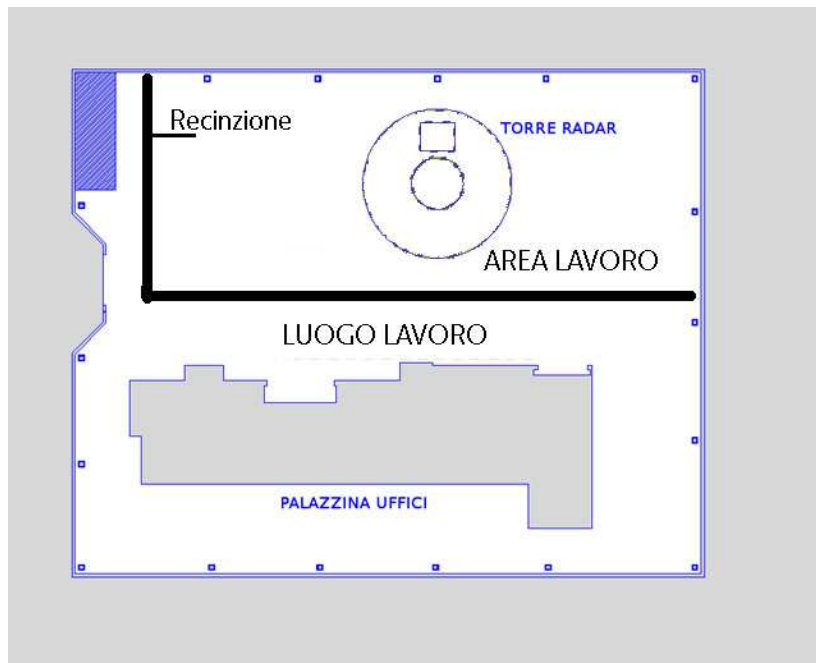 Recinzione
TORRE RADAR
AREA LAVORO
LUOGO LAVORO
PALAZZINA UFFICI